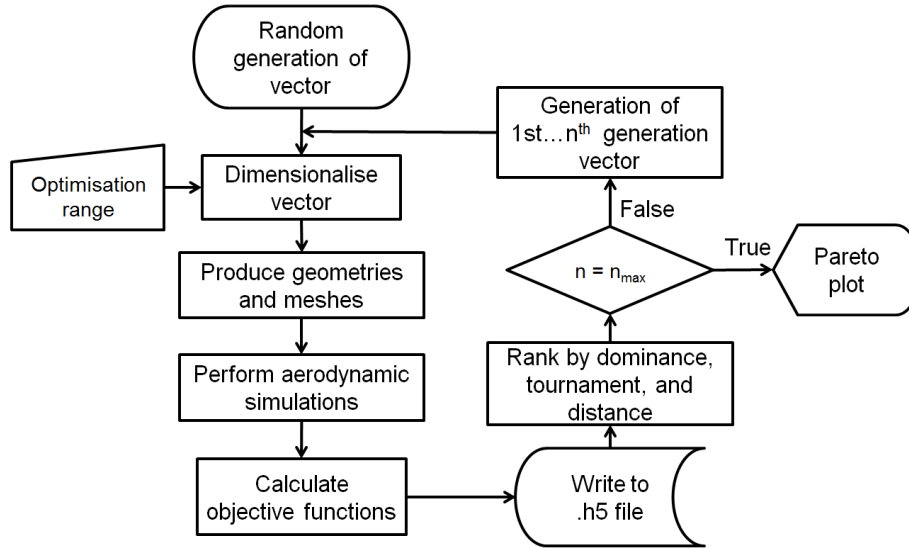 Random
generation of
vector
Optimisation
range
Dimensionalise
vector
Produce geometries
and meshes
Perform aerodynamic
simulations
Calculate
objective functions
Write to
.h5 file
Rank by dominance,
tournament, and
distance
n = nmax
False
True
Generation of
1st…nth generation
vector
Pareto
plot